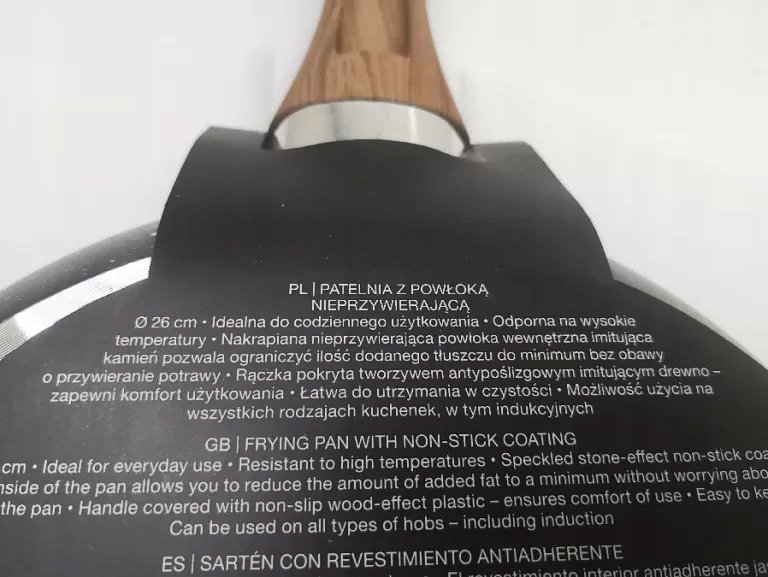 PL | PATELNIA Z POWŁOKĄ
NIEPRZYWIERAJĄCĄ
Ø 26 cm • Idealna do codziennego użytkowania • Odporna na wysokie
temperatury • Nakrapiana nieprzywierająca powłoka wewnętrzna imitująca
kamień pozwala ograniczyć ilość dodanego tłuszczu do minimum bez obawy
o przywieranie potrawy • Rączka pokryta tworzywem antypoślizgowym imitującym drewno –
zapewni komfort użytkowania • Łatwa do utrzymania w czystości • Możliwość użycia na
wszystkich rodzajach kuchenek, w tym indukcyjnych
GB | FRYING PAN WITH NON-STICK COATING
cm • Ideal for everyday use • Resistant to high temperatures • Speckled stone-effect non-stick
of the pan allows you to reduce the amount of added fat to a minimum without worrying
the pan • Handle covered with non-slip wood-effect plastic – ensures comfort of use • Easy to
Can be used on all types of hobs – including induction
ES | SARTÉN CON REVESTIMIENTO ANTIADHERENTE
El revestimiento interior antiadherente